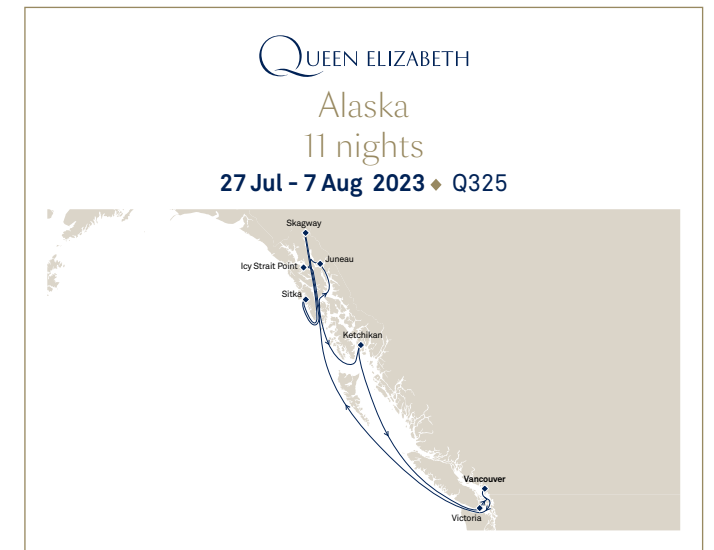 QUEEN ELIZABETH
Alaska
11 nights
27 Jul - 7 Aug 2023 ◆ Q325
Skagway
Juneau
Icy Strait Point
Sitka
Ketchikan
Vancouver
Victoria